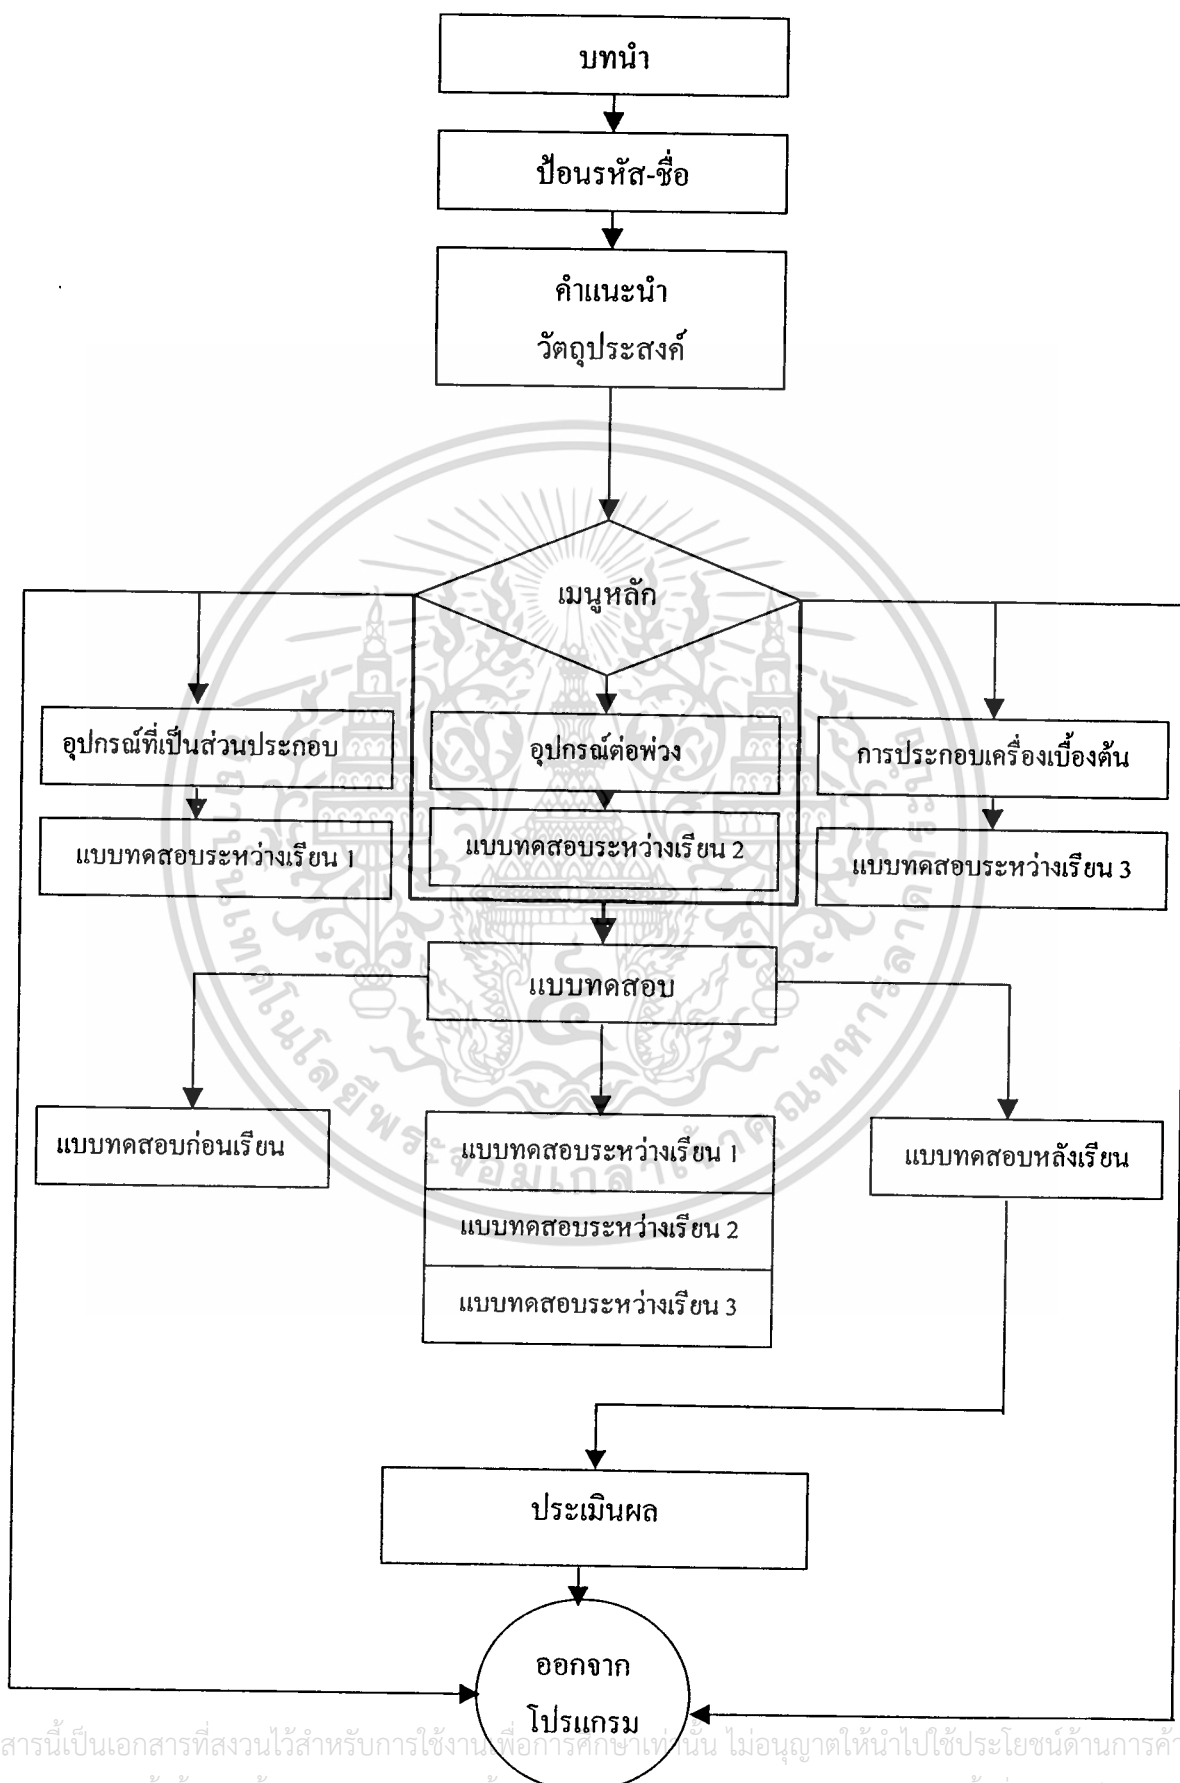 บทนำ
ป้อนรหัส-ชื่อ
คำแนะนำ
วัตถุประสงค์
เมนูหลัก
อุปกรณ์ที่เป็นส่วนประกอบ
อุปกรณ์ต่อพ่วง
การประกอบเครื่องเบื้องต้น
แบบทดสอบระหว่างเรียน 1
แบบทดสอบระหว่างเรียน 2
แบบทดสอบระหว่างเรียน 3
แบบทดสอบ
แบบทดสอบก่อนเรียน
แบบทดสอบระหว่างเรียน 1
แบบทดสอบหลังเรียน
แบบทดสอบระหว่างเรียน 2
แบบทดสอบระหว่างเรียน 3
ประเมินผล
ออกจาก
โปรแกรม
สารนี้เป็นเอกสารที่สงวนไว้สำหรับการใช้งานเพื่อการศึกษาเท่านั้น ไม่อนุญาตให้นำไปใช้ประโยชน์ด้านการค้า